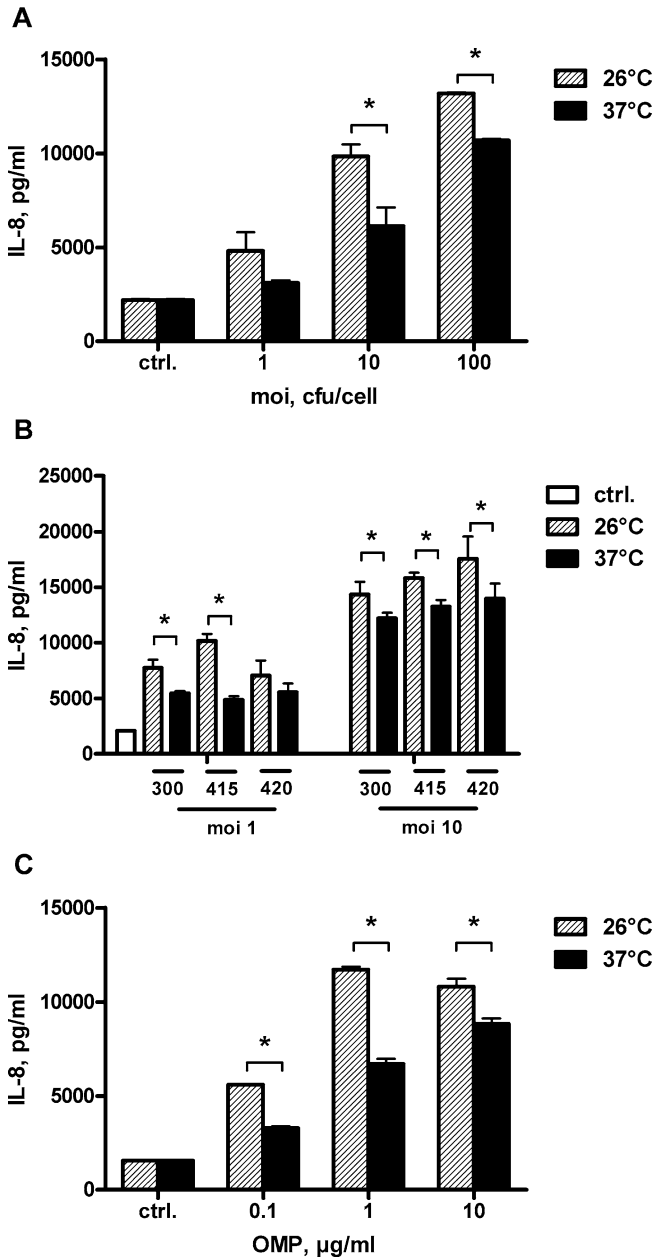 A
15000
10000
5000
0
IL-8, pg/ml
* *
26°C
37°C
ctrl. 1 10 100
moi, cfu/cell
B
25000
20000
15000
10000
5000
0
IL-8, pg/ml
* * * * *
ctrl.
26°C
37°C
300 415 420 300 415 420
moi 1 moi 10
C
15000
10000
5000
0
IL-8, pg/ml
* * *
26°C
37°C
ctrl. 0.1 1 10
OMP, µg/ml